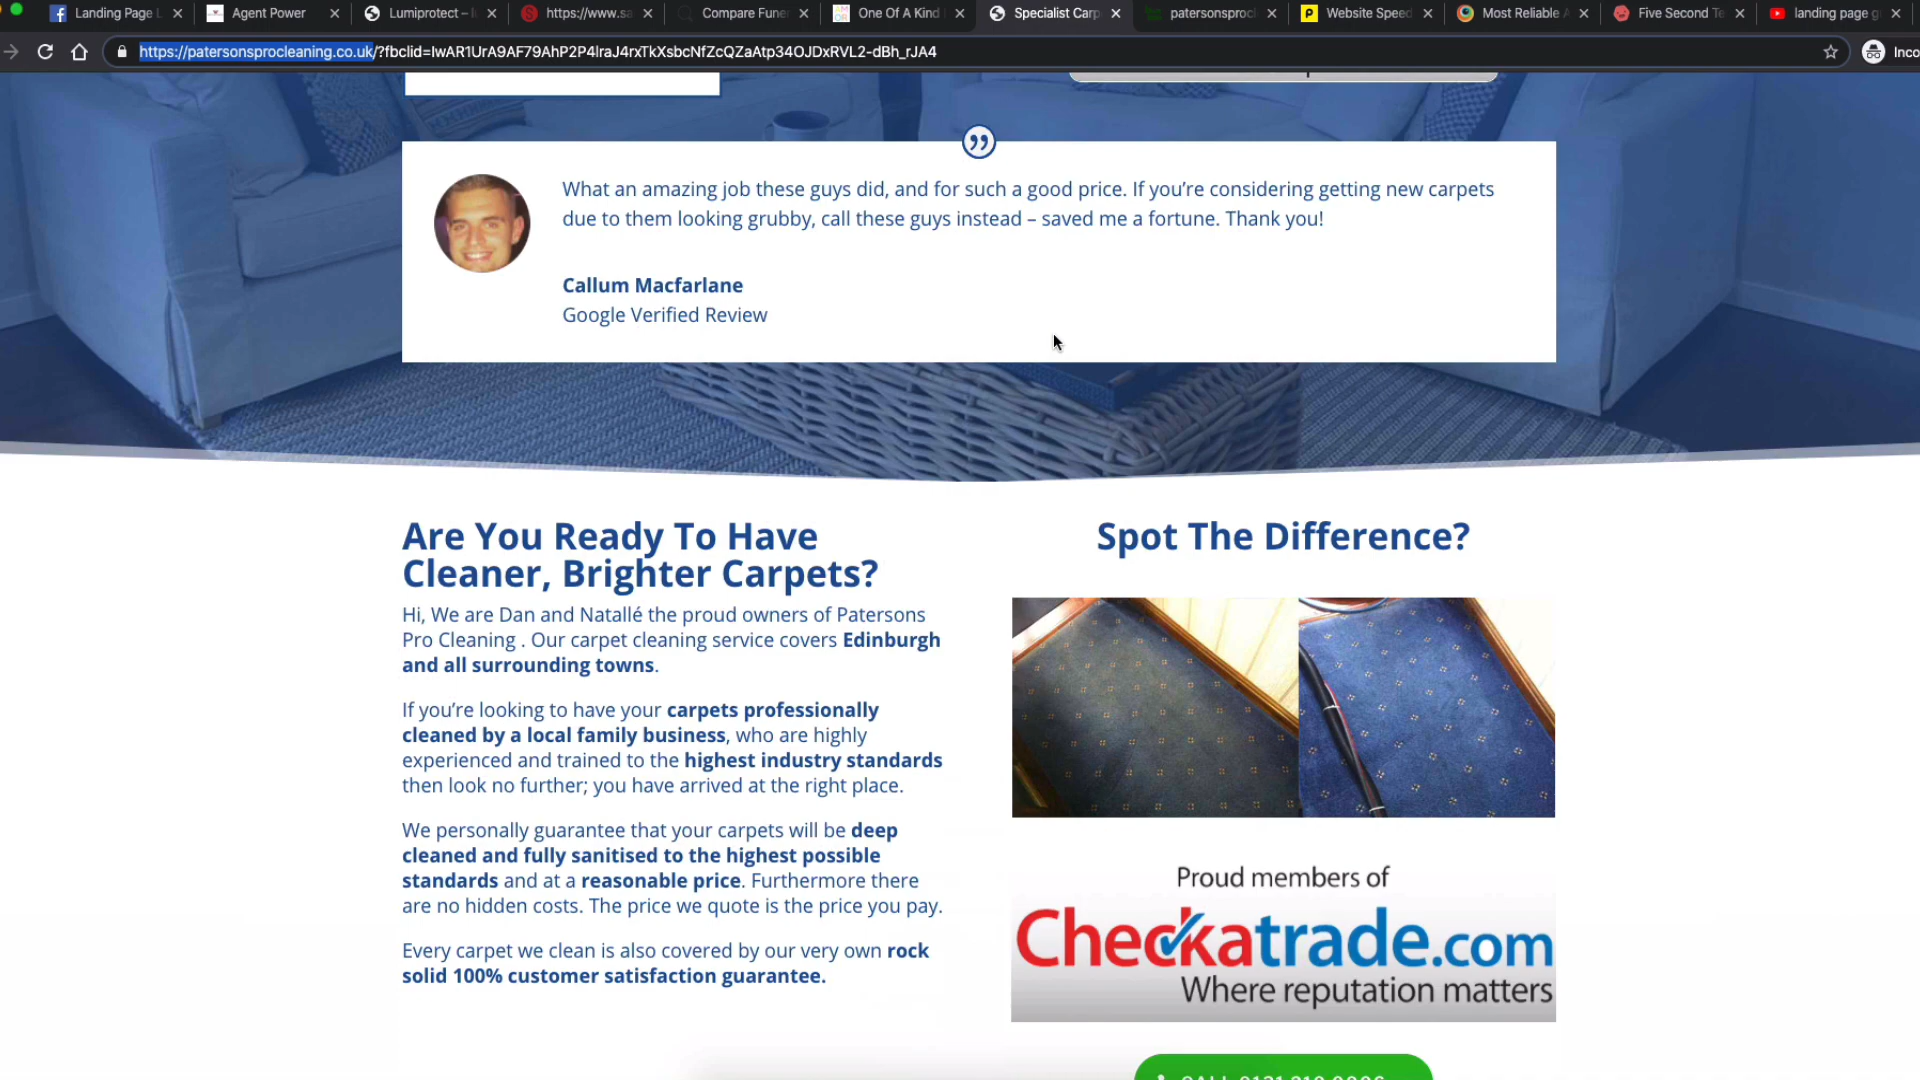 Landing Page L
Agent Power
Lumiprotect –
https://www.sa
Compare Fune
One Of A Kind
Specialist Carp
patersonsproc
Website Speed
Most Reliable
Five Second Te
landing page g
https://patersonsprocleaning.co.uk/?fbclid=IwAR1UrA9AF79AhP2P4lraJ4rxTkXsbcNfZcQZaAtp34OJDxRVL2-dBh_rJA4
Inco
What an amazing job these guys did, and for such a good price. If you’re considering getting new carpets
due to them looking grubby, call these guys instead – saved me a fortune. Thank you!
Callum Macfarlane
Google Verified Review
Are You Ready To Have
Cleaner, Brighter Carpets?
Hi, We are Dan and Natallé the proud owners of Patersons
Pro Cleaning . Our carpet cleaning service covers Edinburgh
and all surrounding towns.
If you’re looking to have your carpets professionally
cleaned by a local family business, who are highly
experienced and trained to the highest industry standards
then look no further; you have arrived at the right place.
We personally guarantee that your carpets will be deep
cleaned and fully sanitised to the highest possible
standards and at a reasonable price. Furthermore there
are no hidden costs. The price we quote is the price you pay.
Every carpet we clean is also covered by our very own rock
solid 100% customer satisfaction guarantee.
Spot The Difference?
Proud members of
Checkatrade.com
Where reputation matters
CALL